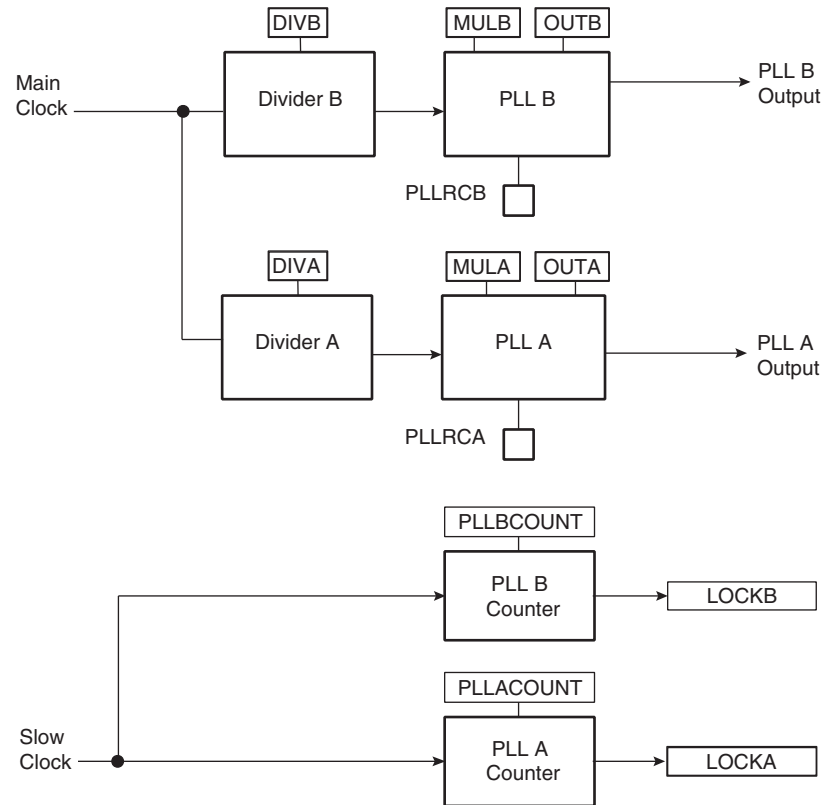 DIVB
MULB
OUTB
Main
Clock
Divider B
PLL B
PLL B
Output
PLLRCB
DIVA
MULA
OUTA
Divider A
PLL A
PLL A
Output
PLLRCA
PLLBCOUNT
PLL B
Counter
LOCKB
PLLACOUNT
Slow
Clock
PLL A
Counter
LOCKA